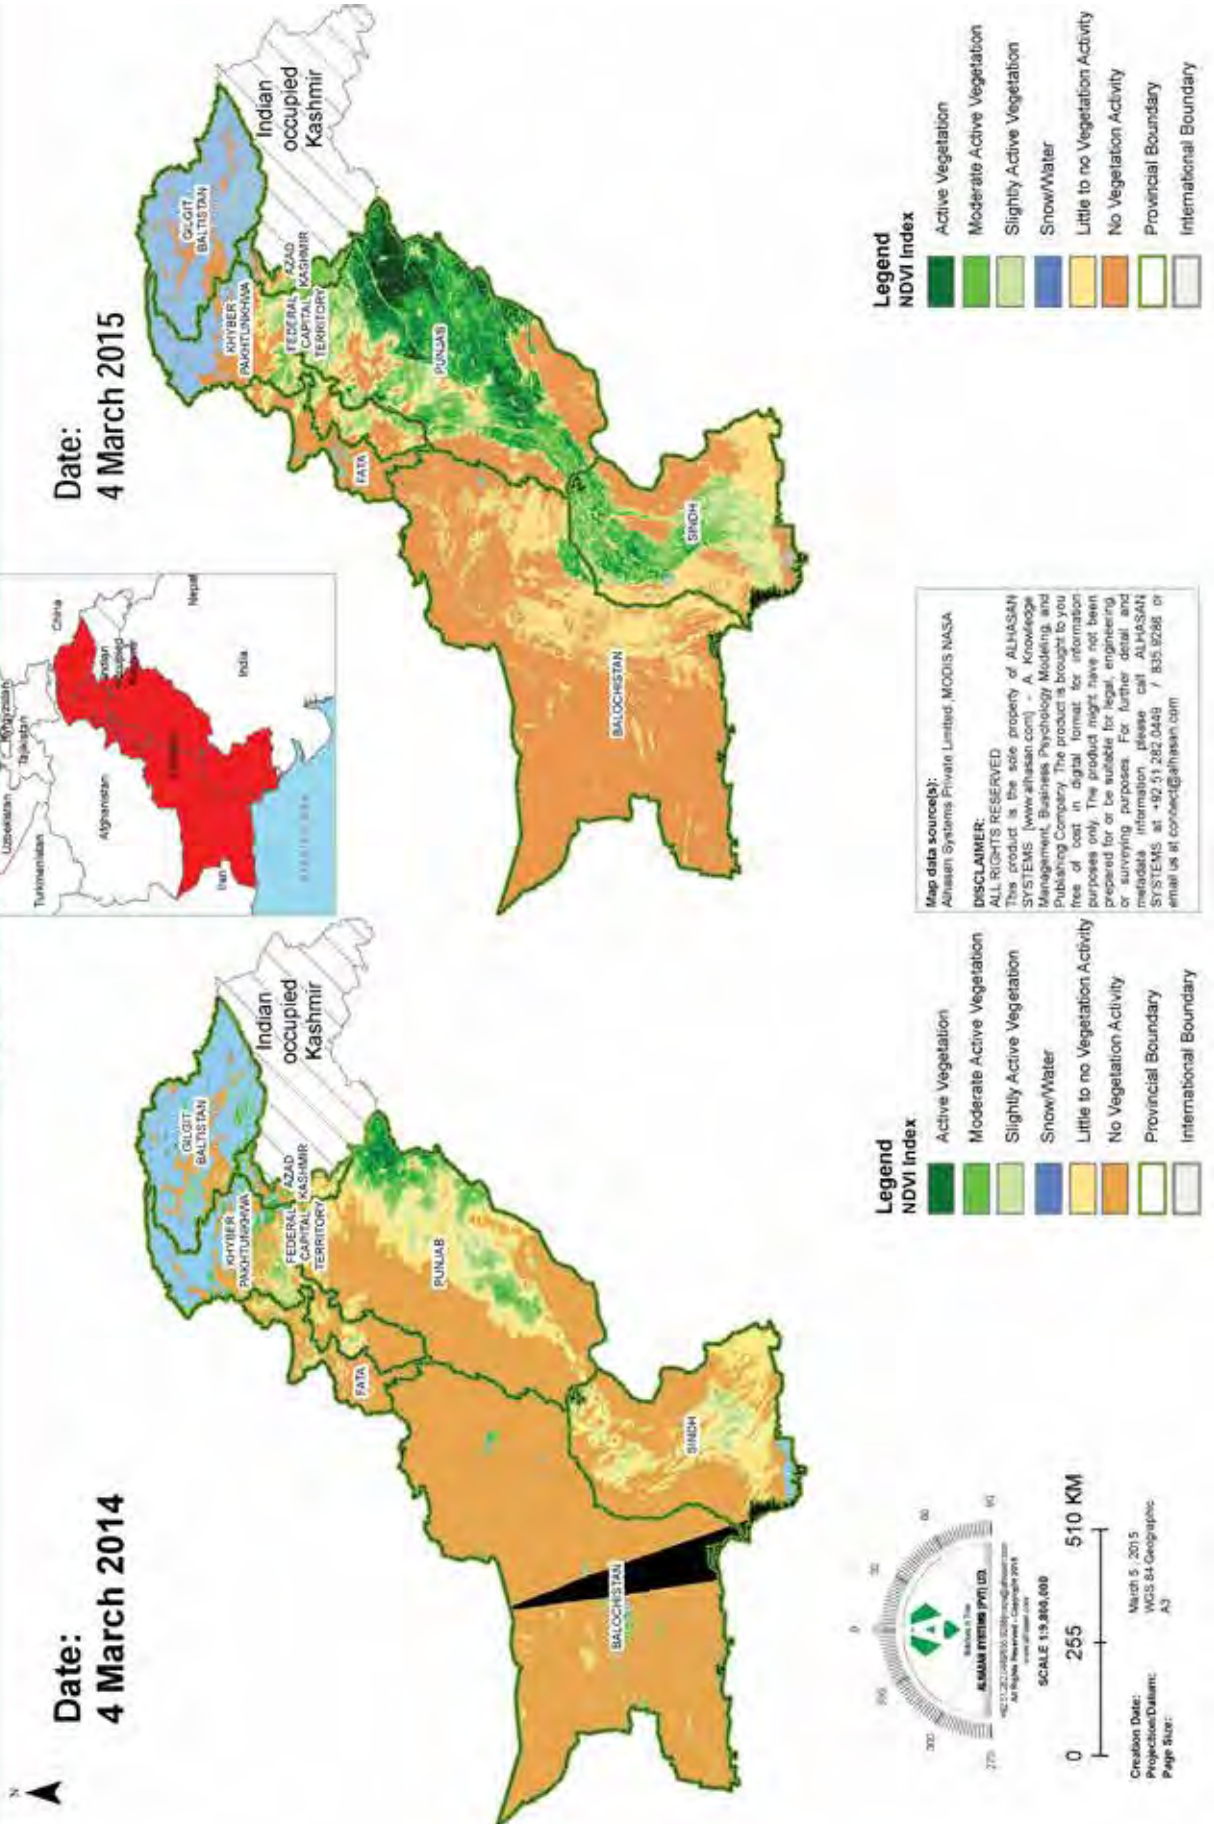 N
Date:
4 March 2014
GILGIT
BALTISTAN
KHYBER
PAKHTUNKHWA
FEDERAL
CAPITAL
TERRITORY
AZAD
KASHMIR
Indian
occupied
Kashmir
FATA
PUNJAB
BALOCHISTAN
SINDH
Uzbekistan
Kyrgyzstan
Tajikistan
Turkmenistan
Afghanistan
China
Indian
Occupied
Nepal
India
Iran
Date:
4 March 2015
GILGIT
BALTISTAN
KHYBER
PAKHTUNKHWA
FEDERAL
CAPITAL
TERRITORY
AZAD
KASHMIR
Indian
occupied
Kashmir
FATA
PUNJAB
BALOCHISTAN
SINDH
270
300
0
ALHASAN SYSTEMS (PVT) LTD.
SCALE 1:9,800,000
0 255 510 KM
Creation Date: March 5, 2015
Projection/Datum: WGS 84 Geographic
Page Size: A3
Legend
NDVI Index
Active Vegetation
Moderate Active Vegetation
Slightly Active Vegetation
Snow/Water
Little to no Vegetation Activity
No Vegetation Activity
Provincial Boundary
International Boundary
Map data source(s):
Alhasan Systems Private Limited, MODIS NASA
DISCLAIMER:
ALL RIGHTS RESERVED
This product is the sole property of ALHASAN
SYSTEMS [www.alhasan.com] - A Knowledge
Management, Business Psychology Modeling, and
Publishing Company. The product is brought to you
free of cost in digital format for information
purposes only. The product might have not been
prepared for or be suitable for legal, engineering,
or surveying purposes. For further detail and
metadata information, please call ALHASAN
SYSTEMS at +92.51.282.0449 / 835.9288 or
email us at connect@alhasan.com
Legend
NDVI Index
Active Vegetation
Moderate Active Vegetation
Slightly Active Vegetation
Snow/Water
Little to no Vegetation Activity
No Vegetation Activity
Provincial Boundary
International Boundary